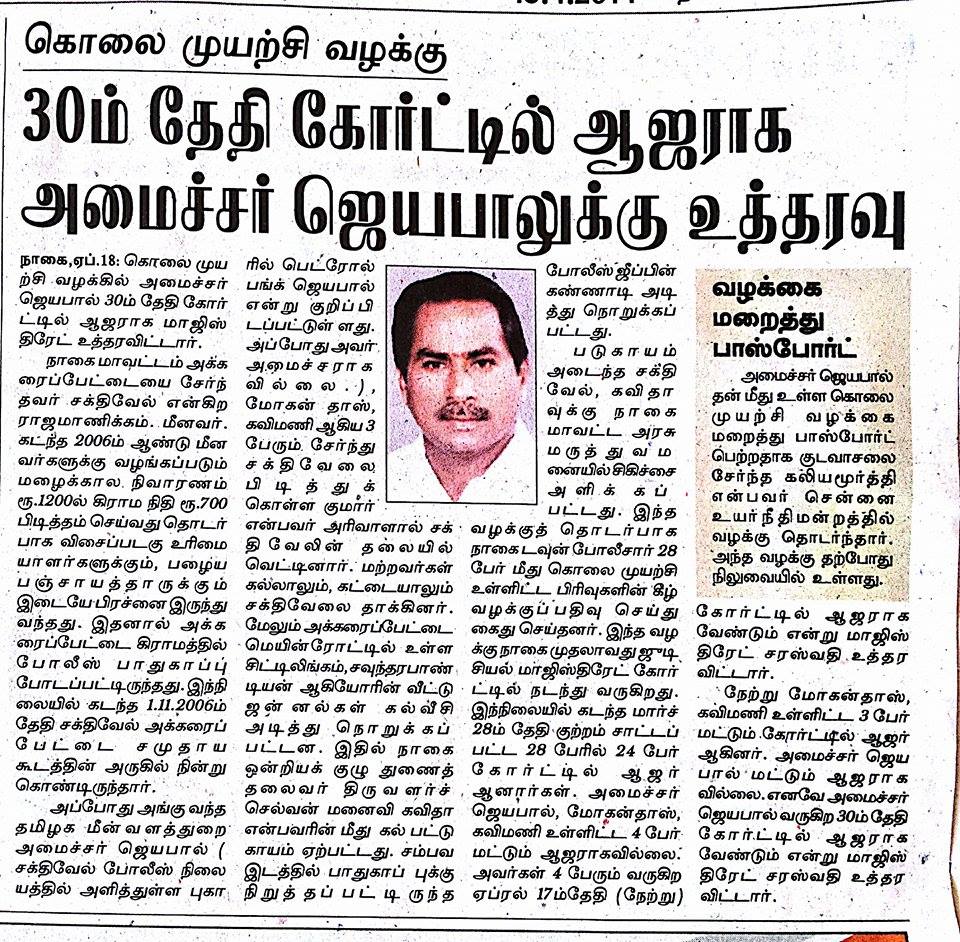 கொலை முயற்சி வழக்கு
30ம் தேதி கோர்ட்டில் ஆஜராக
அமைச்சர் ஜெயபாலுக்கு உத்தரவு
நாகை,ஏப்.18: கொலை முய
ற்சி வழக்கில் அமைச்சர்
ஜெயபால் 30ம் தேதி கோர்
ட்டில் ஆஜராக மாஜிஸ்
திரேட் உத்தரவிட்டார்.
நாகை மாவட்டம் அக்க
ரைப்பேட்டையை சேர்ந்
தவர் சக்திவேல் என்கிற
ராஜமாணிக்கம். மீனவர்.
கடந்த 2006ம் ஆண்டு மீன
வர்களுக்கு வழங்கப்படும்
மழைக்கால நிவாரணம்
ரூ.1200ல் கிராம நிதி ரூ.700
பிடித்தம் செய்வது தொடர்
பாக விசைப்படகு உரிமை
யாளர்களுக்கும், பழைய
பஞ்சாயத்தாருக்கும்
இடையே பிரச்னை இருந்து
வந்தது. இதனால் அக்க
ரைப்பேட்டை கிராமத்தில்
போலீஸ் பாதுகாப்பு
போடப்பட்டிருந்தது. இந்நி
லையில் கடந்த 1.11.2006ம்
தேதி சக்திவேல் அக்கரைப்
பேட்டை சமுதாய
கூடத்தின் அருகில் நின்று
கொண்டிருந்தார்.
அப்போது அங்கு வந்த
தமிழக மீன்வளத்துறை
அமைச்சர் ஜெயபால் (
சக்திவேல் போலீஸ் நிலை
யத்தில் அளித்துள்ள புகா
ரில் பெட்ரோல்
பங்க் ஜெயபால்
என்று குறிப்பி
டப்பட்டுள்ளது.
அப்போது அவர்
அமைச்சராக
வில்லை.),
மோகன் தாஸ்,
கவிமணி ஆகிய 3
பேரும் சேர்ந்து
சக்திவேலை
பிடித்துக்
கொள்ள குமார்
என்பவர் அரிவாளால் சக்
திவேலின் தலையில்
வெட்டினார். மற்றவர்கள்
கல்லாலும், கட்டையாலும்
சக்திவேலை தாக்கினர்.
மேலும் அக்கரைப்பேட்டை
மெயின்ரோட்டில் உள்ள
சிட்டிலிங்கம், சவுந்தரபாண்
டியன் ஆகியோரின் வீட்டு
ஜன்னல்கள் கல்வீசி
அடித்து நொறுக்கப்
பட்டன. இதில் நாகை
ஒன்றியக் குழு துணைத்
தலைவர் திருவளர்ச்
செல்வன் மனைவி கவிதா
என்பவரின் மீது கல் பட்டு
காயம் ஏற்பட்டது. சம்பவ
இடத்தில் பாதுகாப் புக்கு
நிறுத்தப்பட்டிருந்த
போலீஸ் ஜீப்பின்
கண்ணாடி அடி
த்து நொறுக்கப்
பட்டது.
படுகாயம்
அடைந்த சக்தி
வேல், கவிதா
வுக்கு நாகை
மாவட்ட அரசு
மருத்துவம
னையில் சிகிச்சை
அளிக்கப்
பட்டது. இந்த
வழக்குத் தொடர்பாக
நாகை டவுன் போலீசார் 28
பேர் மீது கொலை முயற்சி
உள்ளிட்ட பிரிவுகளின் கீழ்
வழக்குப்பதிவு செய்து
கைது செய்தனர். இந்த வழ
க்கு நாகை முதலாவது ஜுடி
சியல் மாஜிஸ்திரேட் கோர்
ட்டில் நடந்து வருகிறது.
இந்நிலையில் கடந்த மார்ச்
28ம் தேதி குற்றம் சாட்டப்
பட்ட 28 பேரில் 24 பேர்
கோர்ட்டில் ஆஜர்
ஆனார்கள். அமைச்சர்
ஜெயபால், மோகன்தாஸ்,
கவிமணி உள்ளிட்ட 4 பேர்
மட்டும் ஆஜராகவில்லை.
அவர்கள் 4 பேரும் வருகிற
ஏப்ரல் 17ம்தேதி (நேற்று)
வழக்கை
மறைத்து
பாஸ்போர்ட்
அமைச்சர் ஜெயபால்
தன் மீது உள்ள கொலை
முயற்சி வழக்கை
மறைத்து பாஸ்போர்ட்
பெற்றதாக குடவாசலை
சேர்ந்த கலியமூர்த்தி
என்பவர் சென்னை
உயர்நீதிமன்றத்தில்
வழக்கு தொடர்ந்தார்.
அந்த வழக்கு தற்போது
நிலுவையில் உள்ளது.
கோர்ட்டில் ஆஜராக
வேண்டும் என்று மாஜிஸ்
திரேட் சரஸ்வதி உத்தர
விட்டார்.
நேற்று மோகன்தாஸ்,
கவிமணி உள்ளிட்ட 3 பேர்
மட்டும் கோர்ட்டில் ஆஜர்
ஆகினர். அமைச்சர் ஜெய
பால் மட்டும் ஆஜராக
வில்லை. எனவே அமைச்சர்
ஜெயபால் வருகிற 30ம் தேதி
கோர்ட்டில் ஆஜராக
வேண்டும் என்று மாஜிஸ்
திரேட் சரஸ்வதி உத்தர
விட்டார்.